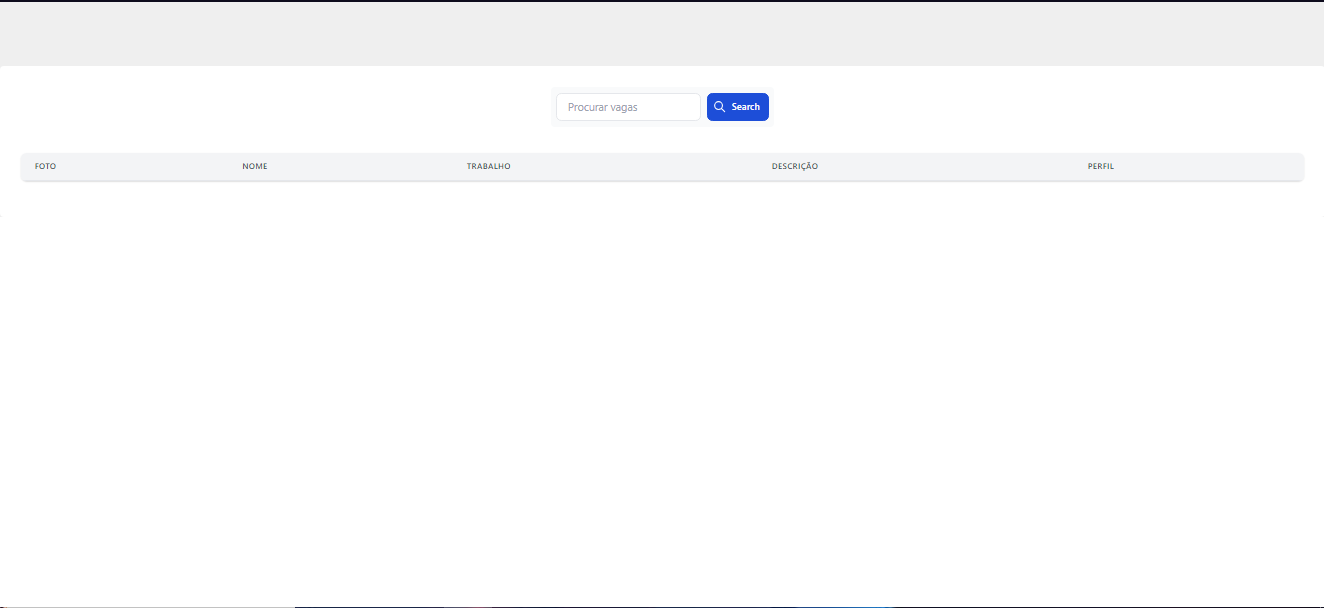 Procurar vagas Search
FOTO NOME TRABALHO DESCRIÇÃO PERFIL